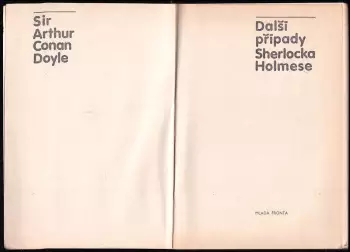 Sir
Arthur
Conan
Doyle
Další
případy
Sherlocka
Holmese
MLADÁ FRONTA